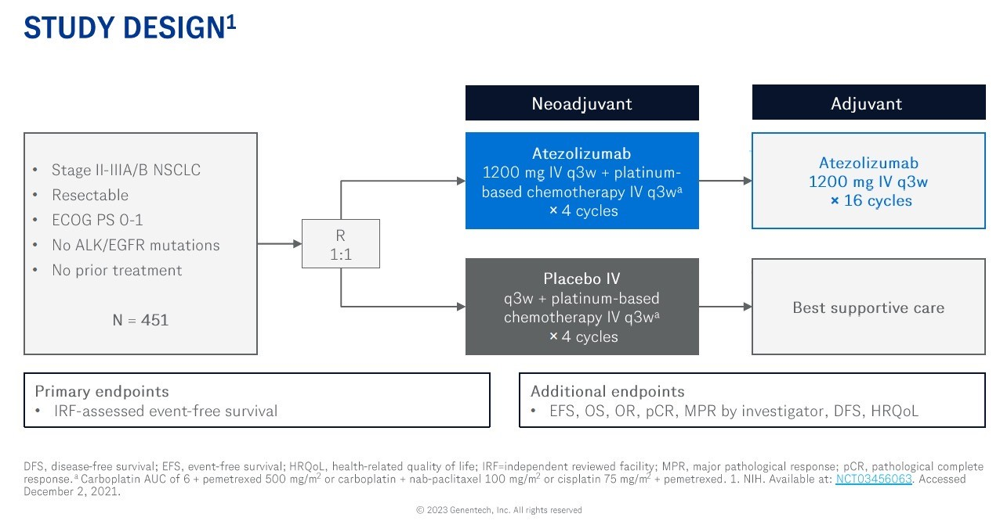 STUDY DESIGN¹
Neoadjuvant
Adjuvant
• Stage II-IIIA/B NSCLC
• Resectable
• ECOG PS 0-1
• No ALK/EGFR mutations
• No prior treatment
N = 451
R
1:1
Atezolizumab
1200 mg IV q3w + platinum-
based chemotherapy IV q3wᵃ
× 4 cycles
Atezolizumab
1200 mg IV q3w
× 16 cycles
Placebo IV
q3w + platinum-based
chemotherapy IV q3wᵃ
× 4 cycles
Best supportive care
Primary endpoints
• IRF-assessed event-free survival
Additional endpoints
• EFS, OS, OR, pCR, MPR by investigator, DFS, HRQoL
DFS, disease-free survival; EFS, event-free survival; HRQoL, health-related quality of life; IRF=independent reviewed facility; MPR, major pathological response; pCR, pathological complete
response. ᵃ Carboplatin AUC of 6 + pemetrexed 500 mg/m² or carboplatin + nab-paclitaxel 100 mg/m² or cisplatin 75 mg/m² + pemetrexed. 1. NIH. Available at: NCT03456063. Accessed
December 2, 2021.
© 2023 Genentech, Inc. All rights reserved